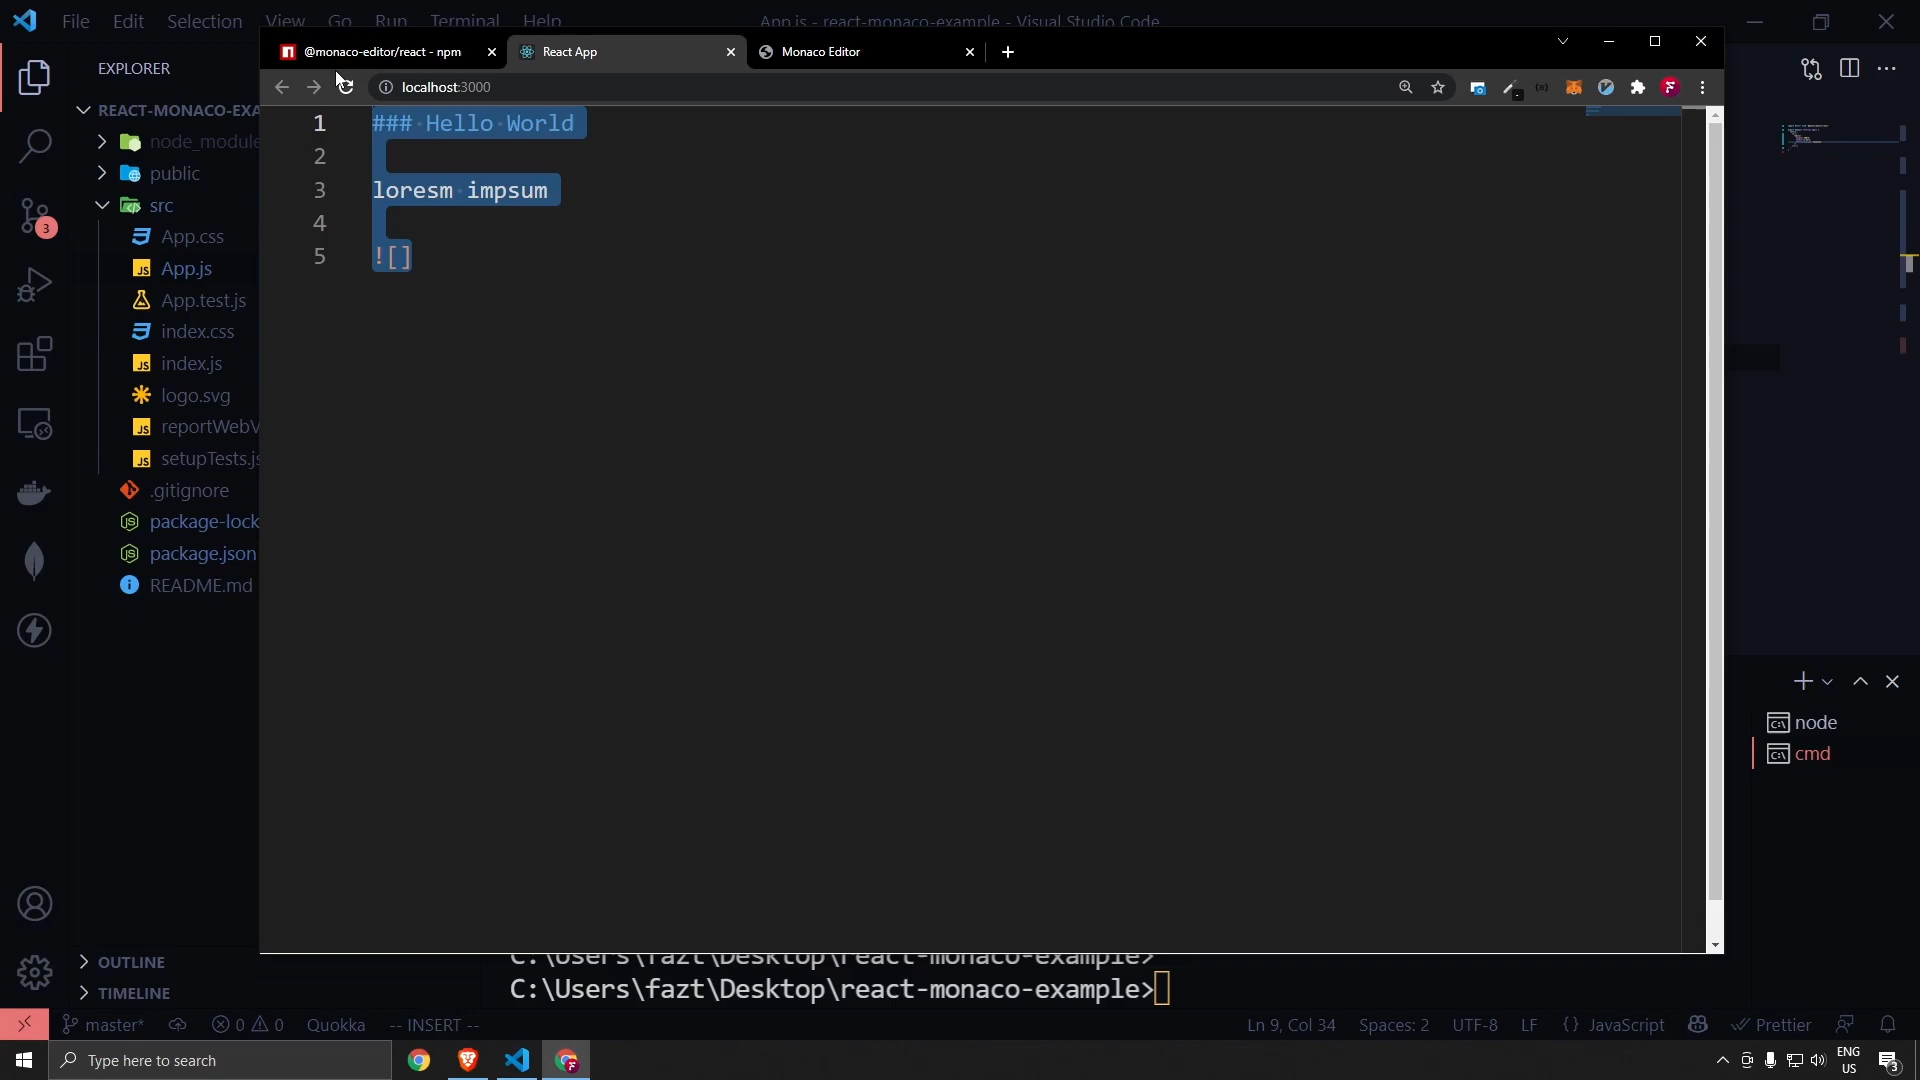 File Edit Selection View Go Run Terminal Help
App.js - react-monaco-example - Visual Studio Code
@monaco-editor/react - npm
React App
Monaco Editor
localhost:3000
EXPLORER
REACT-MONACO-EXA
node_module
public
src
App.css
App.js
App.test.js
index.css
index.js
logo.svg
reportWebV
setupTests.js
.gitignore
package-lock
package.json
README.md
OUTLINE
TIMELINE
3
1 ### Hello World
2
3 loresm impsum
4
5 ![]
node
cmd
C:\Users\fazt\Desktop\react-monaco-example>
C:\Users\fazt\Desktop\react-monaco-example>
master* 0 0 Quokka -- INSERT --
Ln 9, Col 34 Spaces: 2 UTF-8 LF {} JavaScript Prettier
Type here to search
ENG
US
3